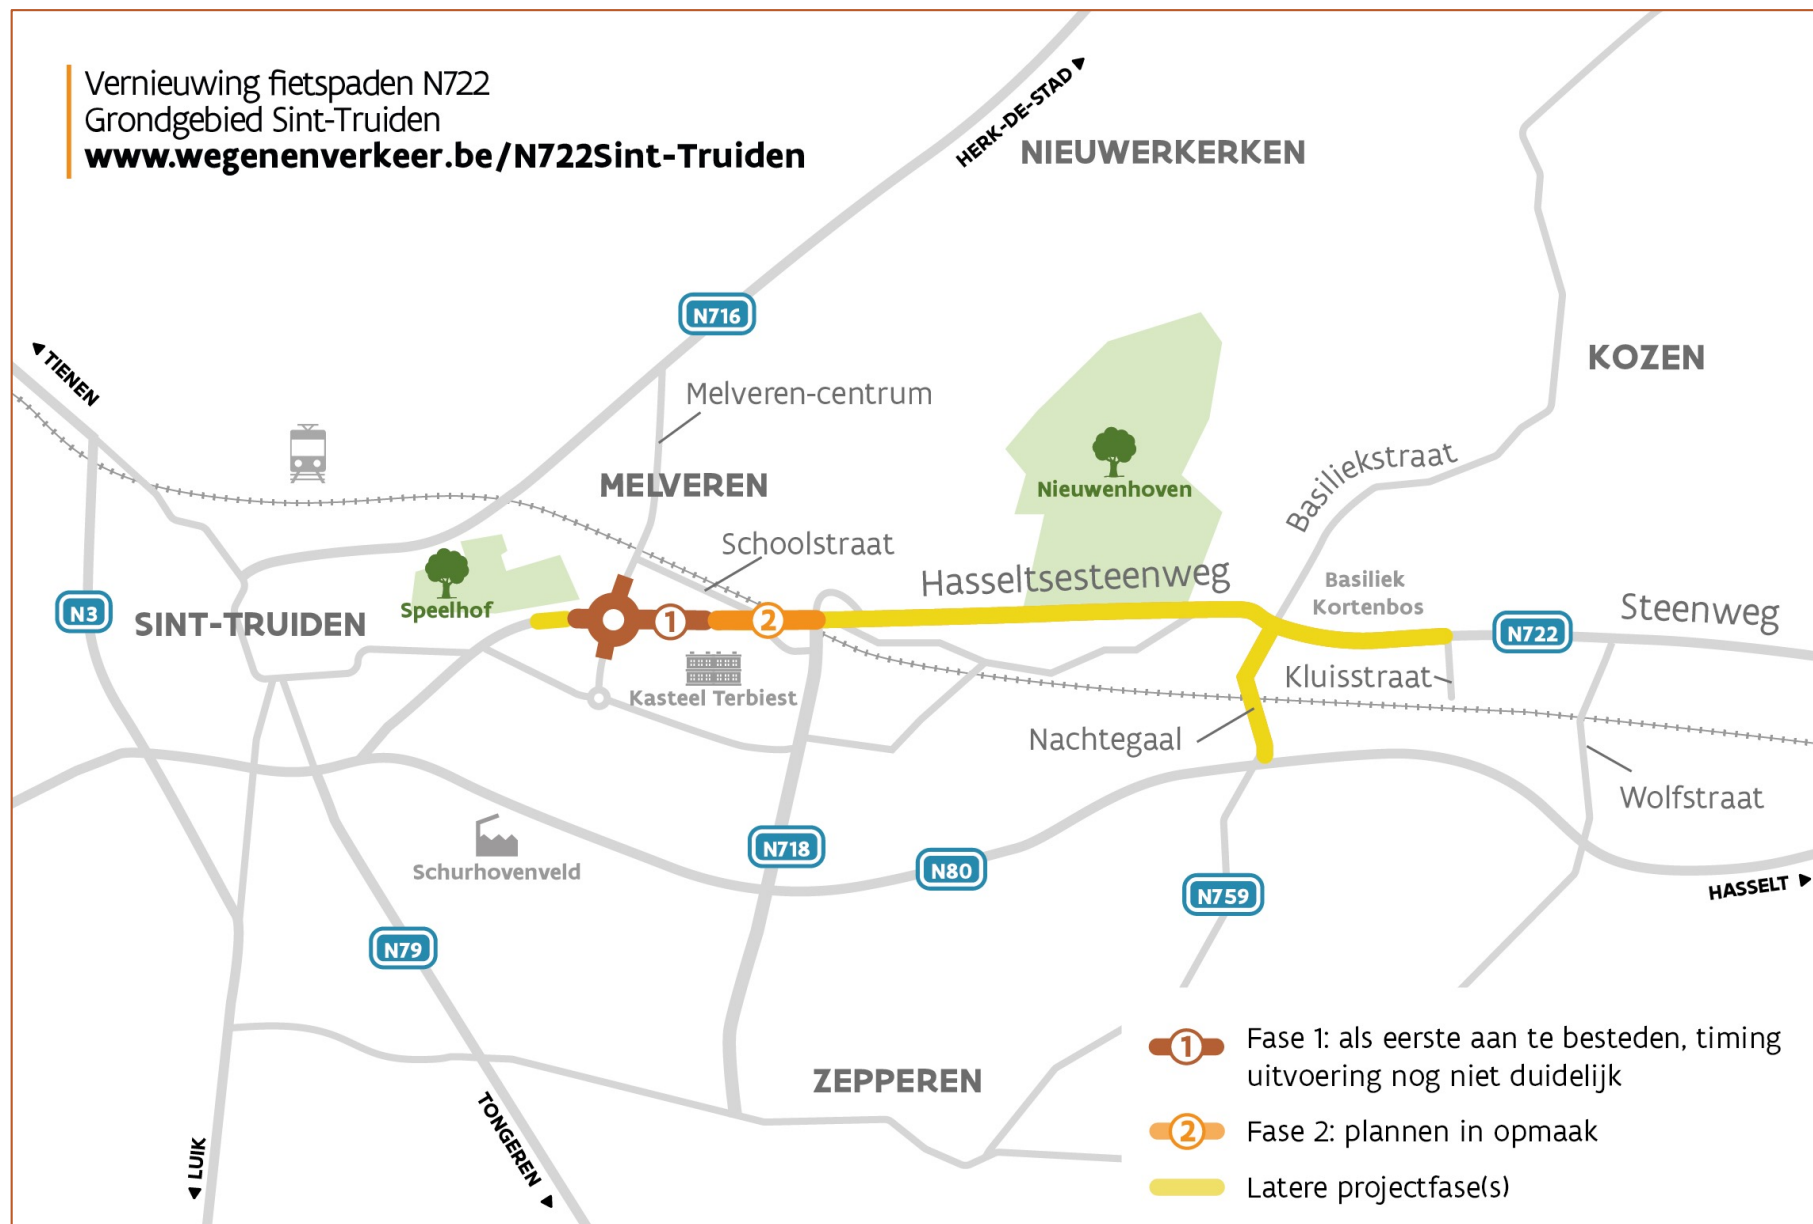 Vernieuwing fietspaden N722
Grondgebied Sint-Truiden
www.wegenenverkeer.be/N722Sint-Truiden
HERK-DE-STAD
NIEUWERKERKEN
N716
TIENEN
KOZEN
Melveren-centrum
Basiliekstraat
MELVEREN
Nieuwenhoven
Schoolstraat
Hasseltsesteenweg
Basiliek
Kortenbos
Speelhof
N3
SINT-TRUIDEN
1
2
Steenweg
N722
Kluisstraat
Kasteel Terbiest
Nachtegaal
Wolfstraat
Schurhovenveld
N718
N80
N759
HASSELT
N79
ZEPPEREN
LUIK
TONGEREN
1
Fase 1: als eerste aan te besteden, timing
uitvoering nog niet duidelijk
2
Fase 2: plannen in opmaak
Latere projectfase(s)